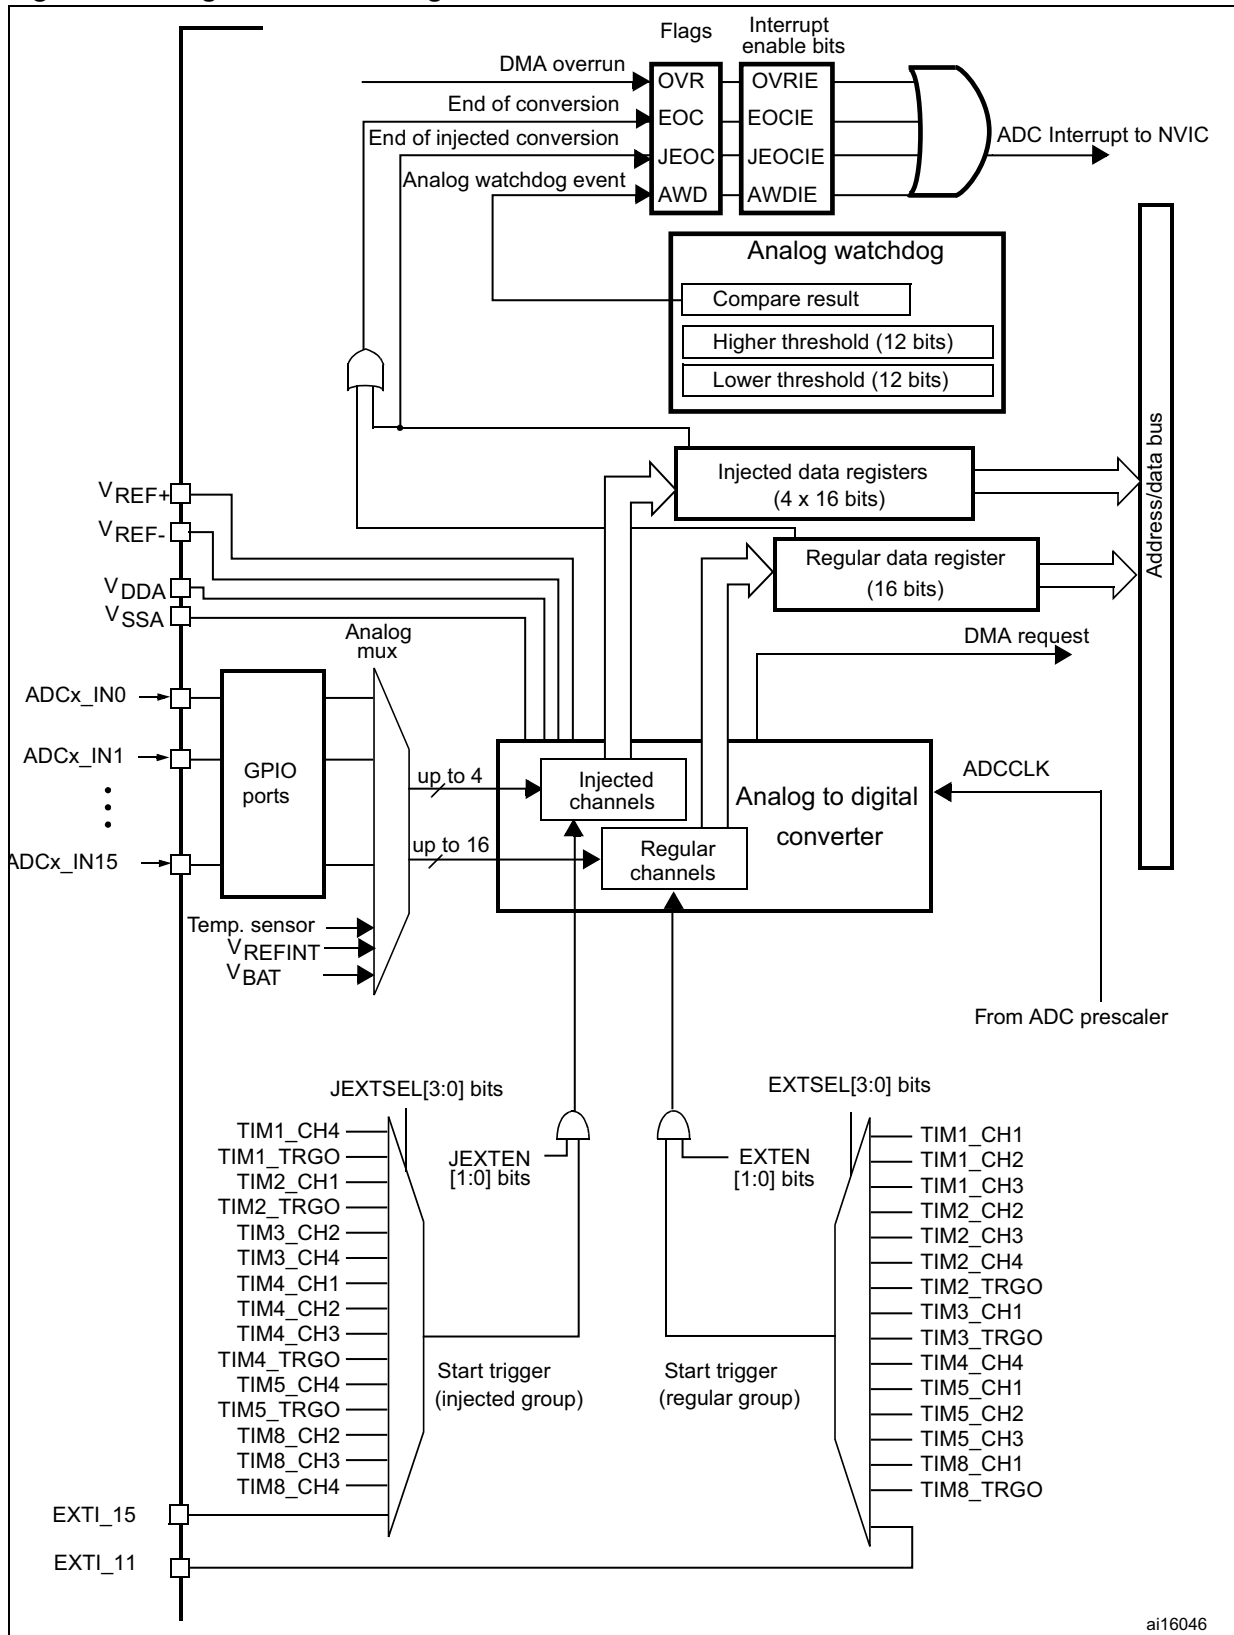 Flags
Interrupt
enable bits
DMA overrun
OVR
OVRIE
End of conversion
EOC
EOCIE
End of injected conversion
JEOC
JEOCIE
ADC Interrupt to NVIC
Analog watchdog event
AWD
AWDIE
Analog watchdog
Compare result
Higher threshold (12 bits)
Lower threshold (12 bits)
Address/data bus
Injected data registers
(4 x 16 bits)
VREF+
VREF-
Regular data register
(16 bits)
VDDA
VSSA
DMA request
Analog
mux
ADCx_IN0
ADCx_IN1
GPIO
ports
up to 4
Injected
channels
ADCCLK
Analog to digital
converter
ADCx_IN15
up to 16
Regular
channels
Temp. sensor
VREFINT
VBAT
From ADC prescaler
JEXTSEL[3:0] bits
EXTSEL[3:0] bits
TIM1_CH4
TIM1_TRGO
TIM2_CH1
TIM2_TRGO
TIM3_CH2
TIM3_CH4
TIM4_CH1
TIM4_CH2
TIM4_CH3
TIM4_TRGO
TIM5_CH4
TIM5_TRGO
TIM8_CH2
TIM8_CH3
TIM8_CH4
JEXTEN
[1:0] bits
EXTEN
[1:0] bits
Start trigger
(injected group)
Start trigger
(regular group)
TIM1_CH1
TIM1_CH2
TIM1_CH3
TIM2_CH2
TIM2_CH3
TIM2_CH4
TIM2_TRGO
TIM3_CH1
TIM3_TRGO
TIM4_CH4
TIM5_CH1
TIM5_CH2
TIM5_CH3
TIM8_CH1
TIM8_TRGO
EXTI_15
EXTI_11
ai16046